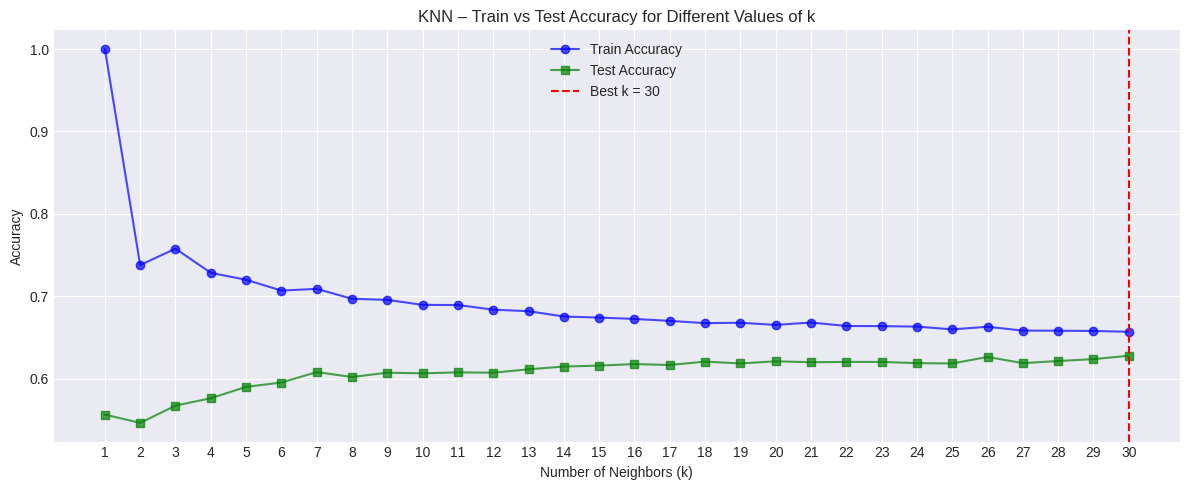 KNN – Train vs Test Accuracy for Different Values of k
Train Accuracy
Test Accuracy
Best k = 30
1.0
0.9
0.8
0.7
0.6
Accuracy
1 2 3 4 5 6 7 8 9 10 11 12 13 14 15 16 17 18 19 20 21 22 23 24 25 26 27 28 29 30
Number of Neighbors (k)